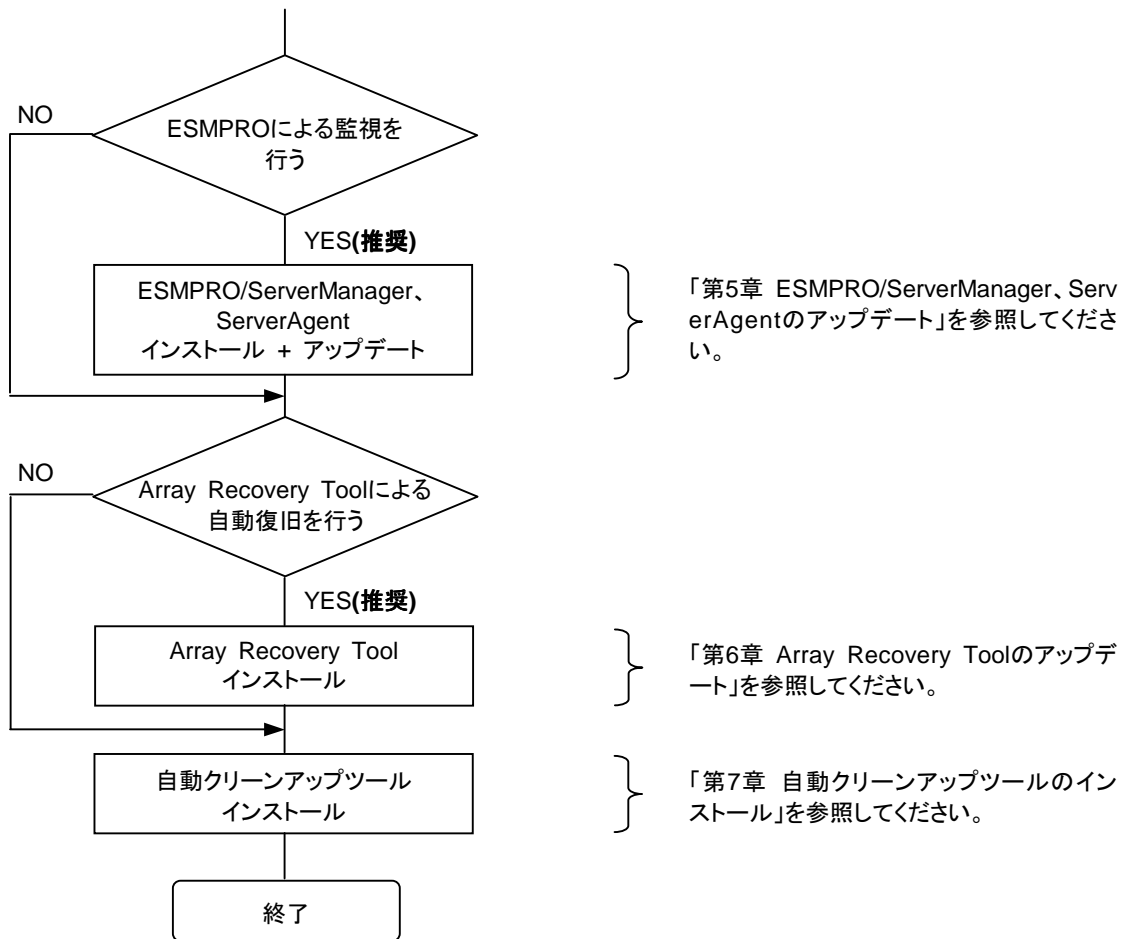 NO
ESMPROによる監視を
行う
YES(推奨)
ESMPRO/ServerManager、
ServerAgent
インストール + アップデート
「第5章 ESMPRO/ServerManager、Serv
erAgentのアップデート」を参照してくださ
い。
NO
Array Recovery Toolによる
自動復旧を行う
YES(推奨)
Array Recovery Tool
インストール
「第6章 Array Recovery Toolのアップデ
ート」を参照してください。
自動クリーンアップツール
インストール
「第7章 自動クリーンアップツールのイン
ストール」を参照してください。
終了